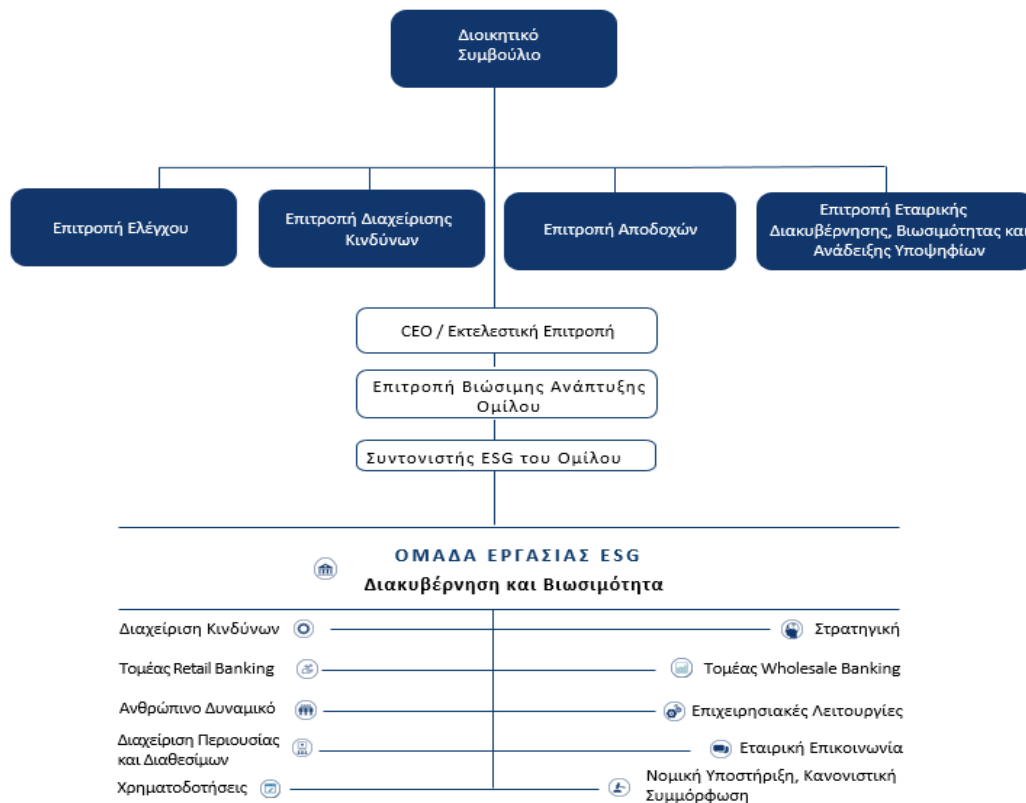 Διοικητικό
Συμβούλιο
Επιτροπή Ελέγχου
Επιτροπή Διαχείρισης
Κινδύνων
Επιτροπή Αποδοχών
Επιτροπή Εταιρικής
Διακυβέρνησης, Βιωσιμότητας και
Ανάδειξης Υποψηφίων
CEO / Εκτελεστική Επιτροπή
Επιτροπή Βιώσιμης Ανάπτυξης
Ομίλου
Συντονιστής ESG του Ομίλου
ΟΜΑΔΑ ΕΡΓΑΣΙΑΣ ESG
Διακυβέρνηση και Βιωσιμότητα
Διαχείριση Κινδύνων
Στρατηγική
Τομέας Retail Banking
Τομέας Wholesale Banking
Ανθρώπινο Δυναμικό
Επιχειρησιακές Λειτουργίες
Διαχείριση Περιουσίας
και Διαθεσίμων
Εταιρική Επικοινωνία
Χρηματοδοτήσεις
Νομική Υποστήριξη, Κανονιστική
Συμμόρφωση